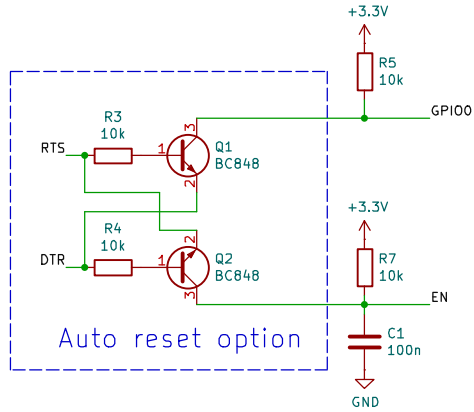 +3.3V
R5
10k
GPIO0
R3
10k
3
RTS
1
Q1
BC848
2
+3.3V
R4
10k
2
DTR
1
Q2
BC848
R7
10k
3
EN
Auto reset option
C1
100n
GND